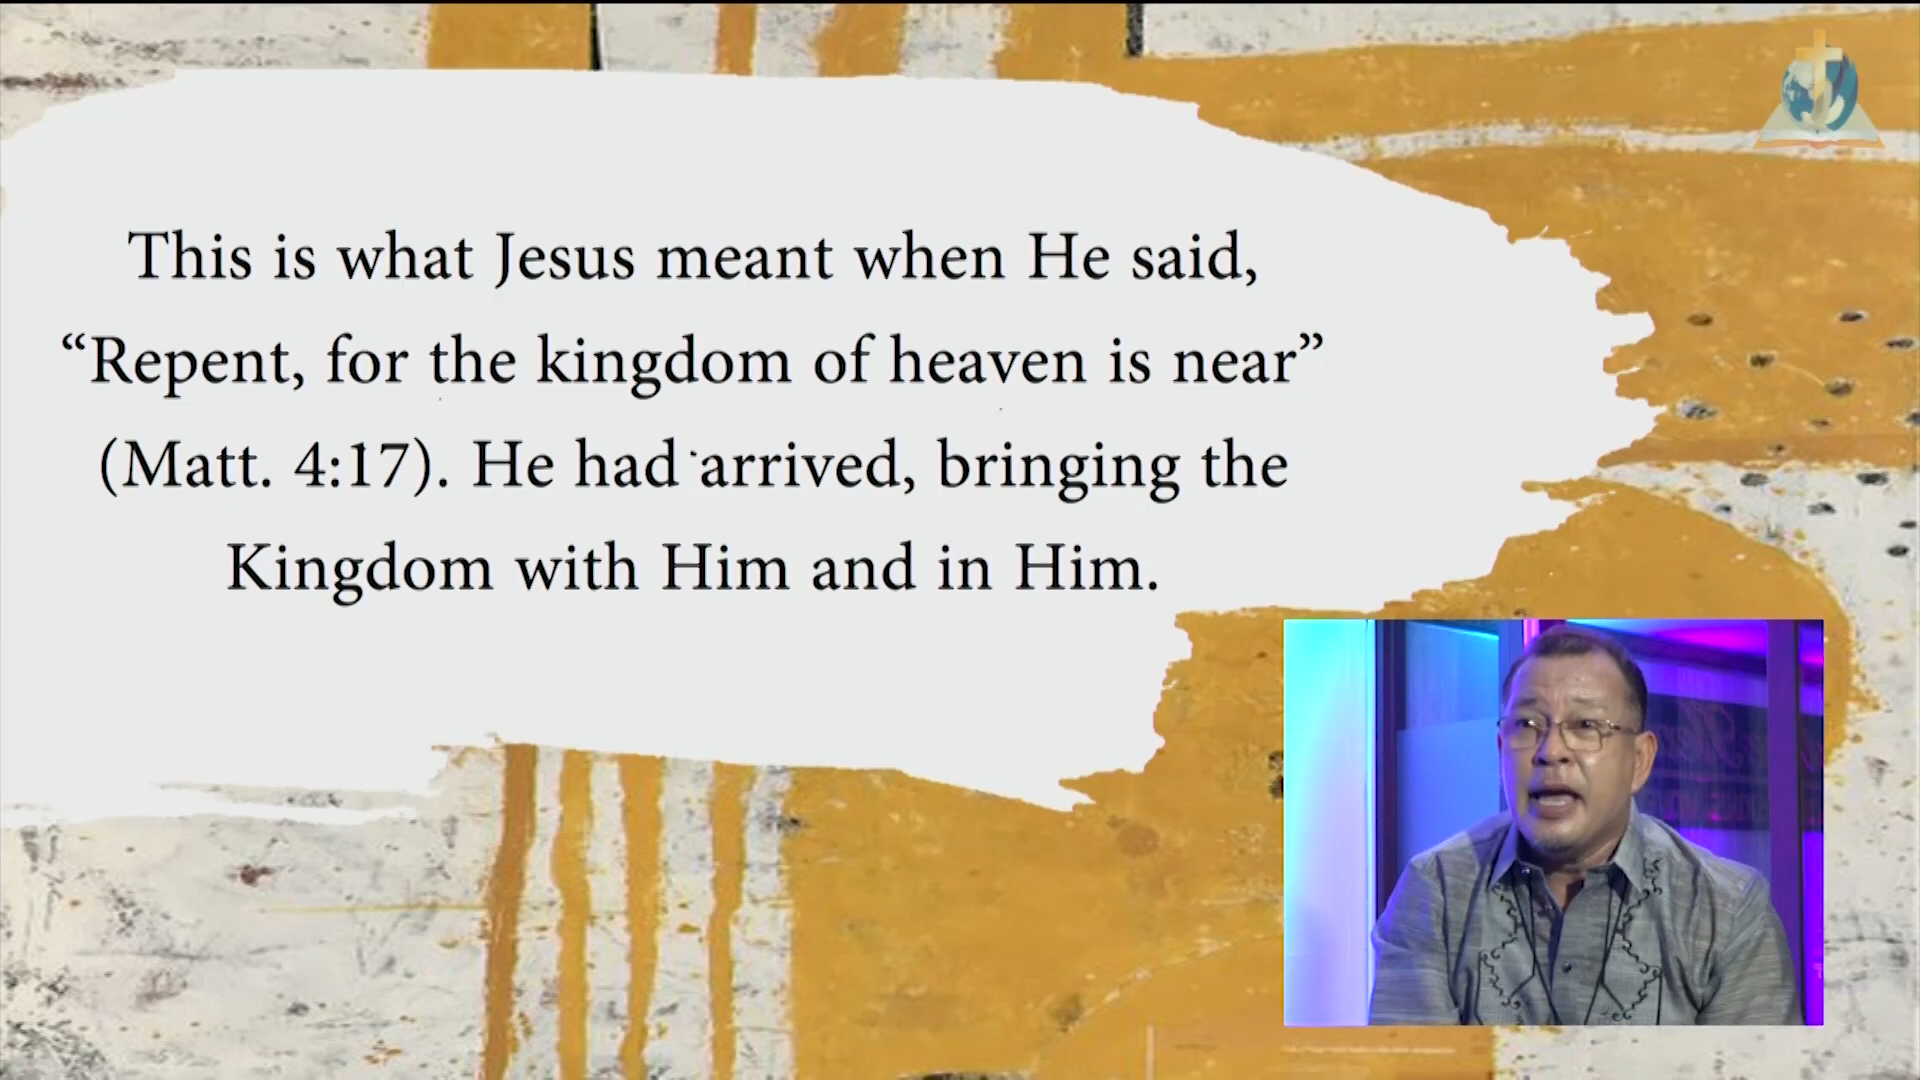 This is what Jesus meant when He said,
“Repent, for the kingdom of heaven is near”
(Matt. 4:17). He had arrived, bringing the
Kingdom with Him and in Him.